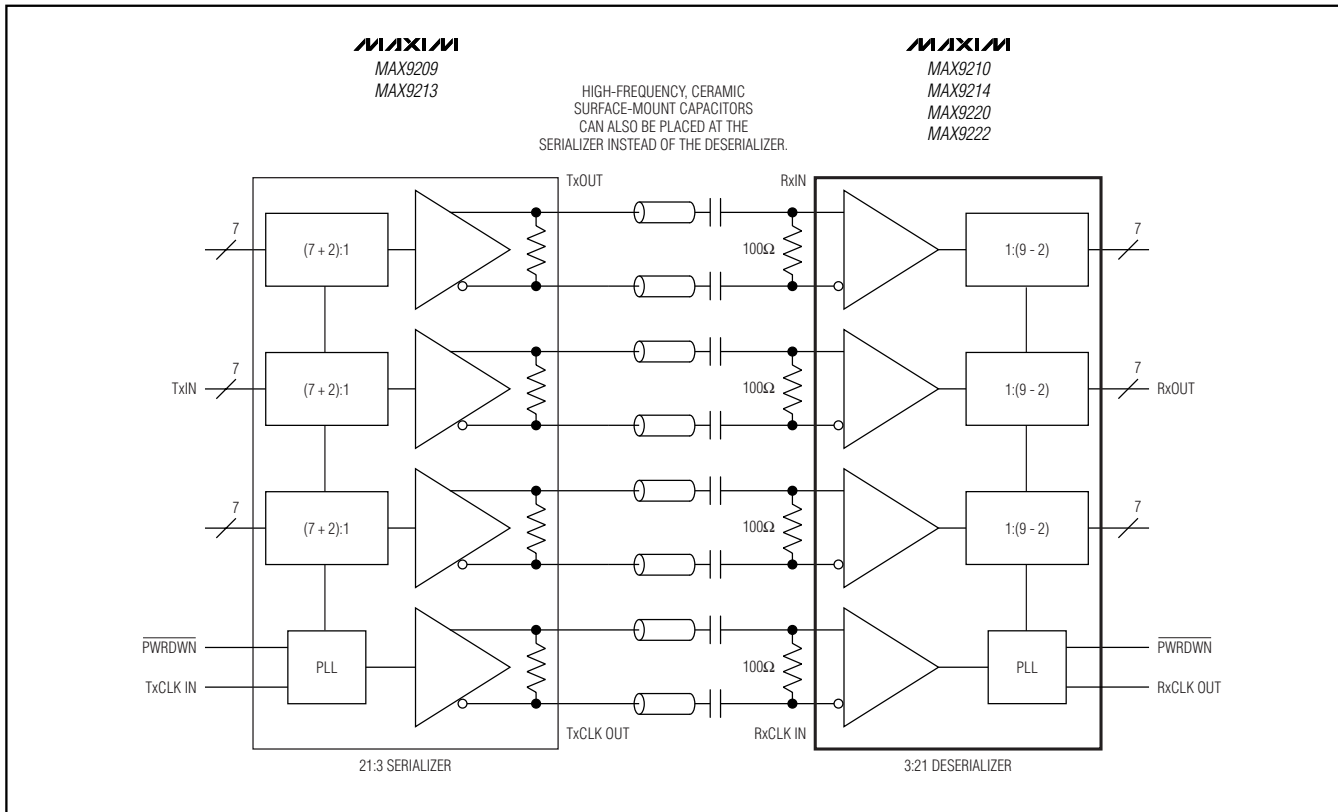 MAXIM
MAX9209
MAX9213
HIGH-FREQUENCY, CERAMIC
SURFACE-MOUNT CAPACITORS
CAN ALSO BE PLACED AT THE
SERIALIZER INSTEAD OF THE DESERIALIZER.
MAXIM
MAX9210
MAX9214
MAX9220
MAX9222
TxOUT
RxIN
7
(7 + 2):1
100Ω
1:(9 - 2)
7
TxIN
7
(7 + 2):1
100Ω
1:(9 - 2)
7
RxOUT
7
(7 + 2):1
100Ω
1:(9 - 2)
7
PWRDWN
TxCLK IN
PLL
100Ω
PLL
PWRDWN
RxCLK OUT
TxCLK OUT
RxCLK IN
21:3 SERIALIZER
3:21 DESERIALIZER